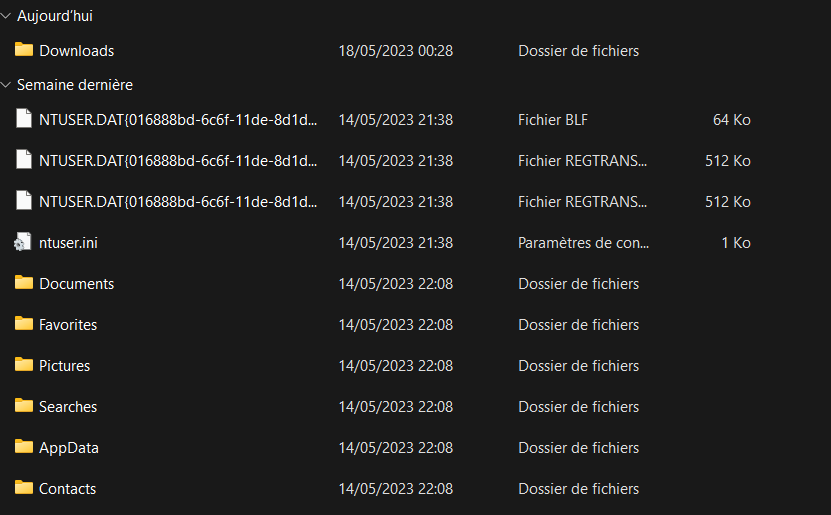 Aujourd'hui
Downloads 18/05/2023 00:28 Dossier de fichiers
Semaine dernière
NTUSER.DAT{016888bd-6c6f-11de-8d1d... 14/05/2023 21:38 Fichier BLF 64 Ko
NTUSER.DAT{016888bd-6c6f-11de-8d1d... 14/05/2023 21:38 Fichier REGTRANS... 512 Ko
NTUSER.DAT{016888bd-6c6f-11de-8d1d... 14/05/2023 21:38 Fichier REGTRANS... 512 Ko
ntuser.ini 14/05/2023 21:38 Paramètres de con... 1 Ko
Documents 14/05/2023 22:08 Dossier de fichiers
Favorites 14/05/2023 22:08 Dossier de fichiers
Pictures 14/05/2023 22:08 Dossier de fichiers
Searches 14/05/2023 22:08 Dossier de fichiers
AppData 14/05/2023 22:08 Dossier de fichiers
Contacts 14/05/2023 22:08 Dossier de fichiers